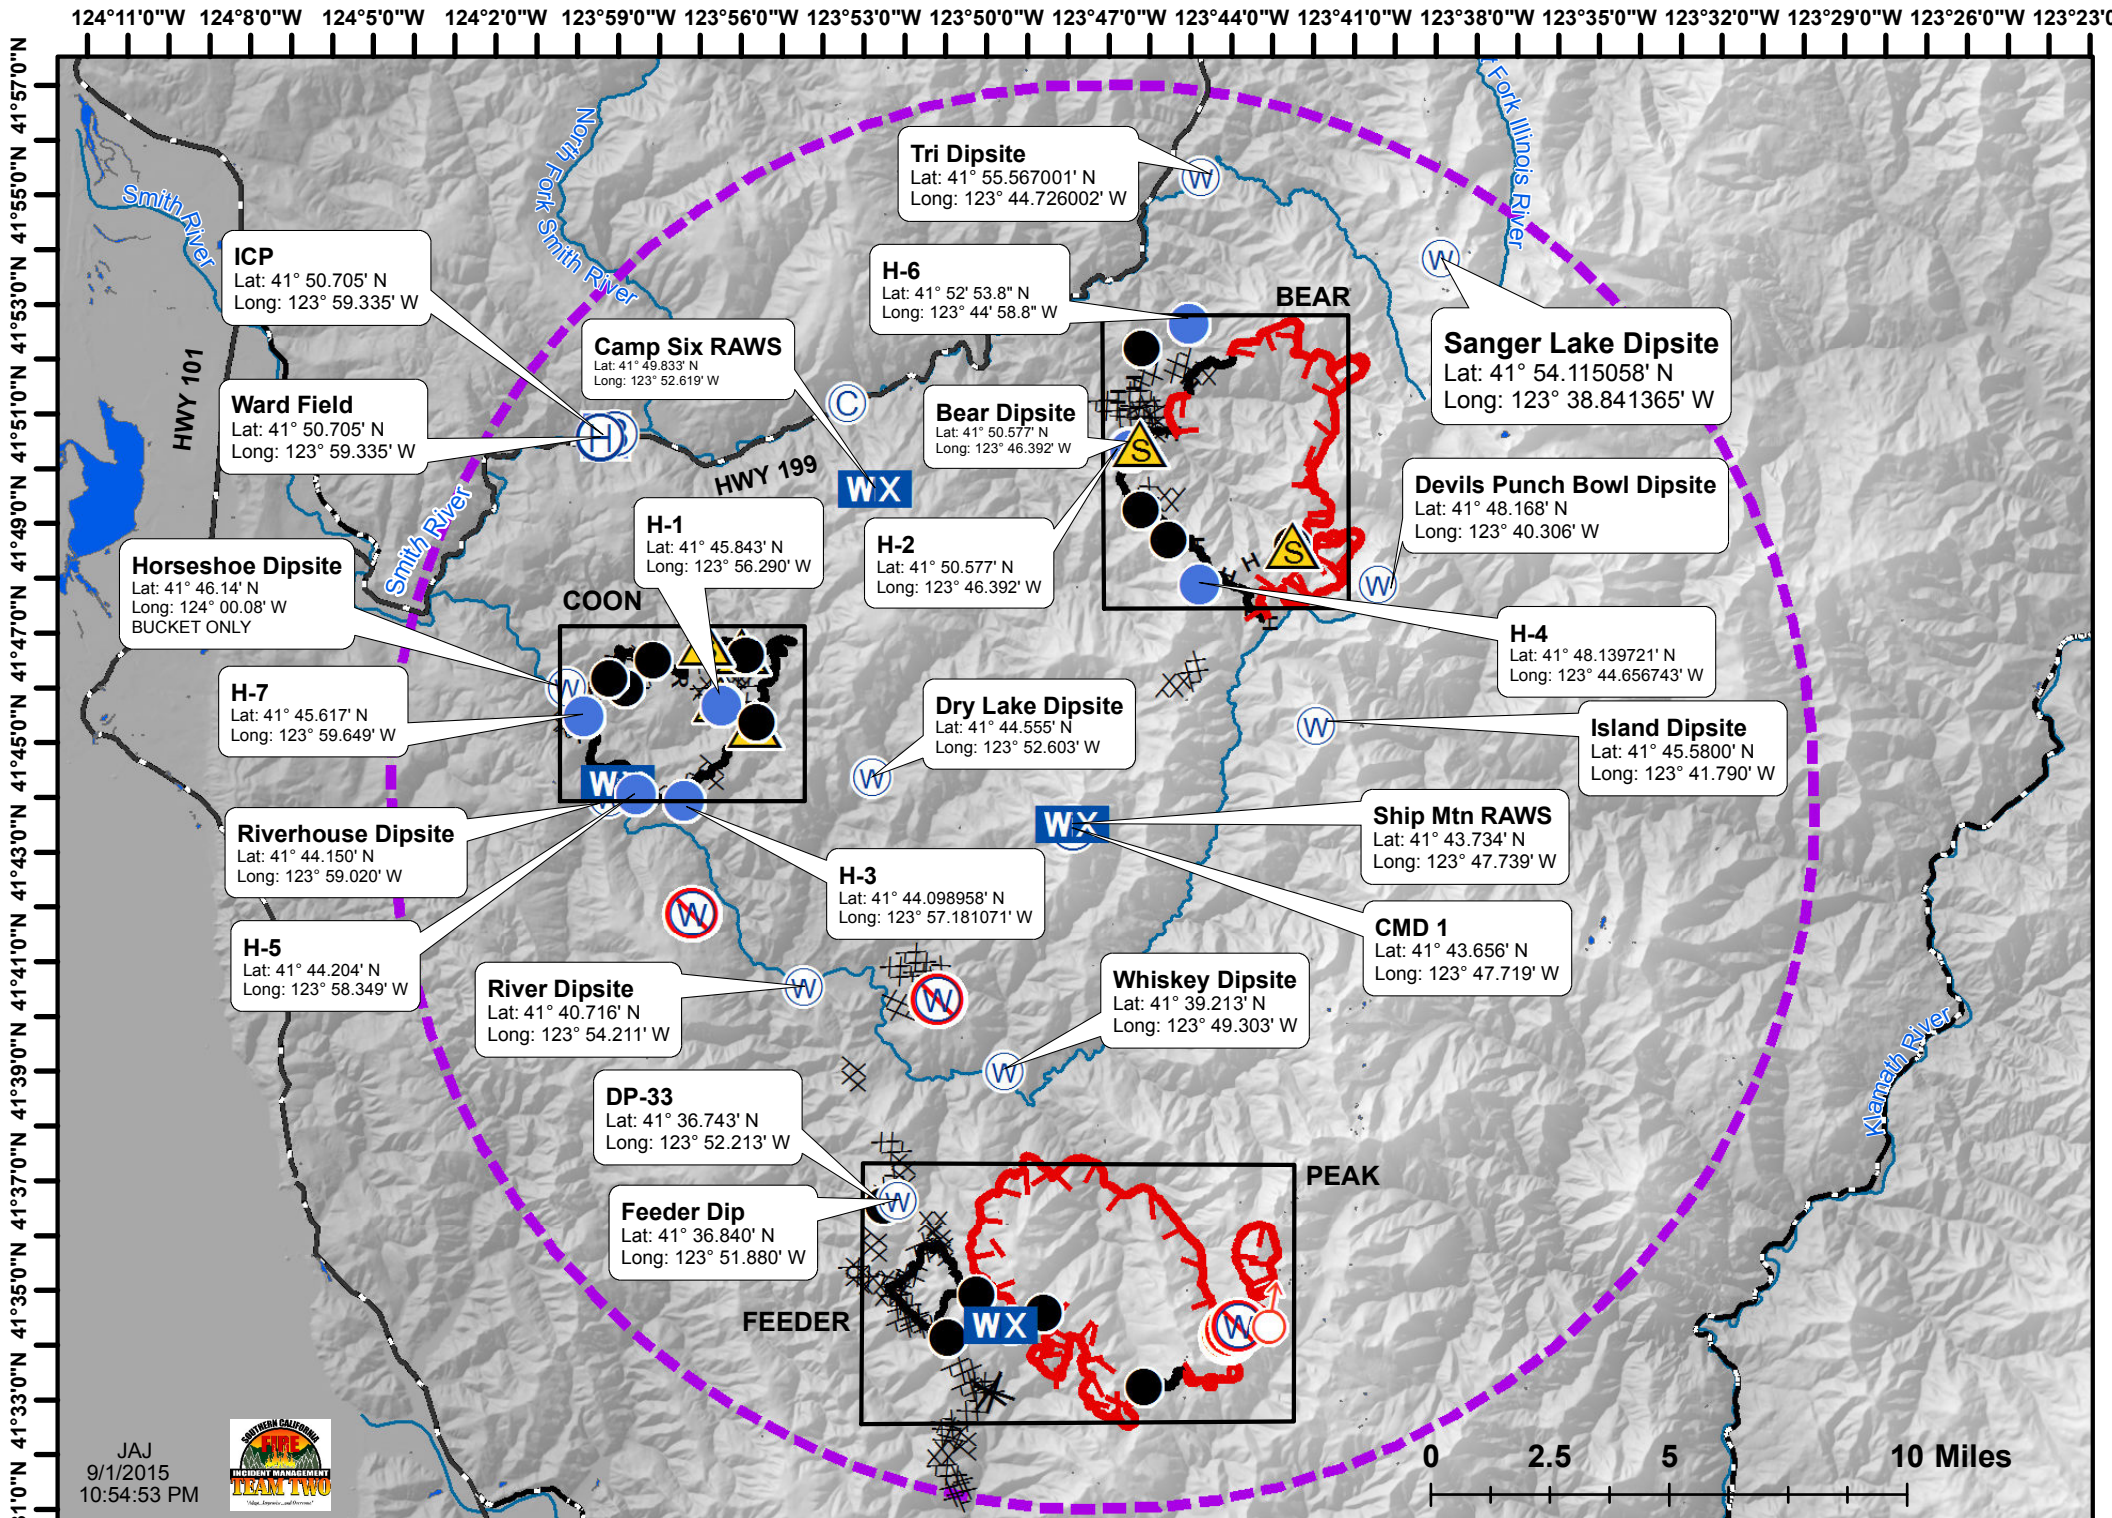 124°11'0"W 124°8'0"W 124°5'0"W 124°2'0"W 123°59'0"W 123°56'0"W 123°53'0"W 123°50'0"W 123°47'0"W 123°44'0"W 123°41'0"W 123°38'0"W 123°35'0"W 123°32'0"W 123°29'0"W 123°26'0"W 123°23'0
41°57'0"N
41°55'0"N
41°53'0"N
41°51'0"N
41°49'0"N
41°47'0"N
41°45'0"N
41°43'0"N
41°41'0"N
41°39'0"N
41°37'0"N
41°35'0"N
41°33'0"N
31°0'0"N
Smith River
North Fork Smith River
Fork Illinois River
Tri Dipsite
Lat: 41° 55.567001' N
Long: 123° 44.726002' W
W
W
ICP
Lat: 41° 50.705' N
Long: 123° 59.335' W
H-6
Lat: 41° 52' 53.8" N
Long: 123° 44' 58.8" W
BEAR
Sanger Lake Dipsite
Lat: 41° 54.115058' N
Long: 123° 38.841365' W
Camp Six RAWS
Lat: 41° 49.833' N
Long: 123° 52.619' W
HWY 101
C
Ward Field
Lat: 41° 50.705' N
Long: 123° 59.335' W
H
B
Bear Dipsite
Lat: 41° 50.577' N
Long: 123° 46.392' W
S
HWY 199
WX
Devils Punch Bowl Dipsite
Lat: 41° 48.168' N
Long: 123° 40.306' W
Smith River
H-1
Lat: 41° 45.843' N
Long: 123° 56.290' W
H-2
Lat: 41° 50.577' N
Long: 123° 46.392' W
S
H
W
Horseshoe Dipsite
Lat: 41° 46.14' N
Long: 124° 00.08' W
BUCKET ONLY
COON
H-4
Lat: 41° 48.139721' N
Long: 123° 44.656743' W
W
H-7
Lat: 41° 45.617' N
Long: 123° 59.649' W
Dry Lake Dipsite
Lat: 41° 44.555' N
Long: 123° 52.603' W
W
W
Island Dipsite
Lat: 41° 45.5800' N
Long: 123° 41.790' W
WX
Riverhouse Dipsite
Lat: 41° 44.150' N
Long: 123° 59.020' W
WX
Ship Mtn RAWS
Lat: 41° 43.734' N
Long: 123° 47.739' W
H-3
Lat: 41° 44.098958' N
Long: 123° 57.181071' W
W
H-5
Lat: 41° 44.204' N
Long: 123° 58.349' W
CMD 1
Lat: 41° 43.656' N
Long: 123° 47.719' W
River Dipsite
Lat: 41° 40.716' N
Long: 123° 54.211' W
W
W
Whiskey Dipsite
Lat: 41° 39.213' N
Long: 123° 49.303' W
W
Klamath River
DP-33
Lat: 41° 36.743' N
Long: 123° 52.213' W
PEAK
Feeder Dip
Lat: 41° 36.840' N
Long: 123° 51.880' W
W
FEEDER
WX
W
JAJ
9/1/2015
10:54:53 PM
SOUTHERN CALIFORNIA
FIRE
INCIDENT MANAGEMENT
TEAM TWO
0 2.5 5 10 Miles